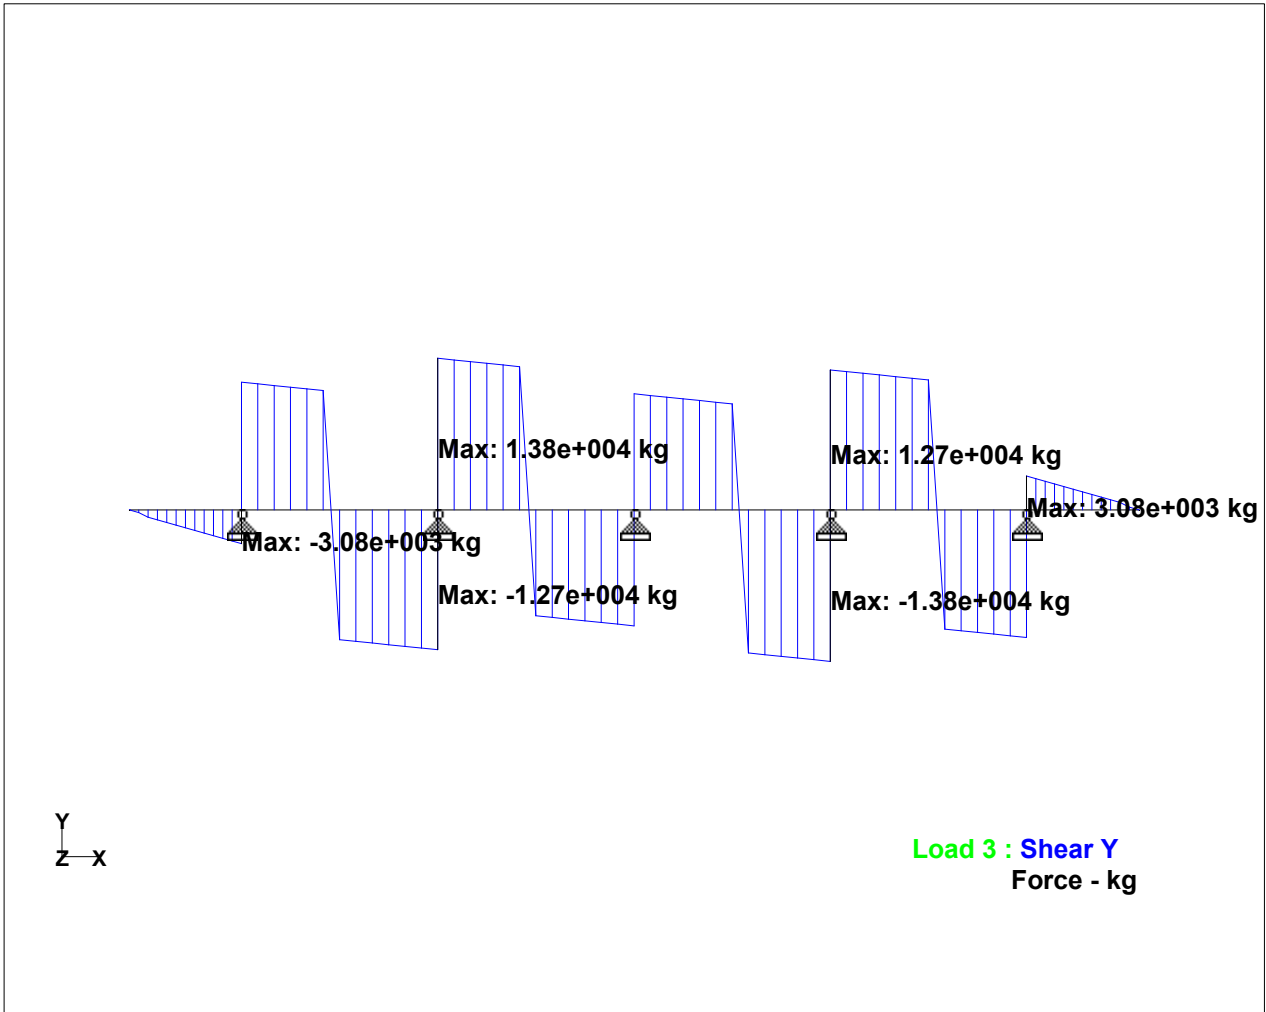 Max: 1.38e+004 kg
Max: 1.27e+004 kg
Max: 3.08e+003 kg
Max: -3.08e+003 kg
Max: -1.27e+004 kg
Max: -1.38e+004 kg
Y
Z X
Load 3 : Shear Y
Force - kg